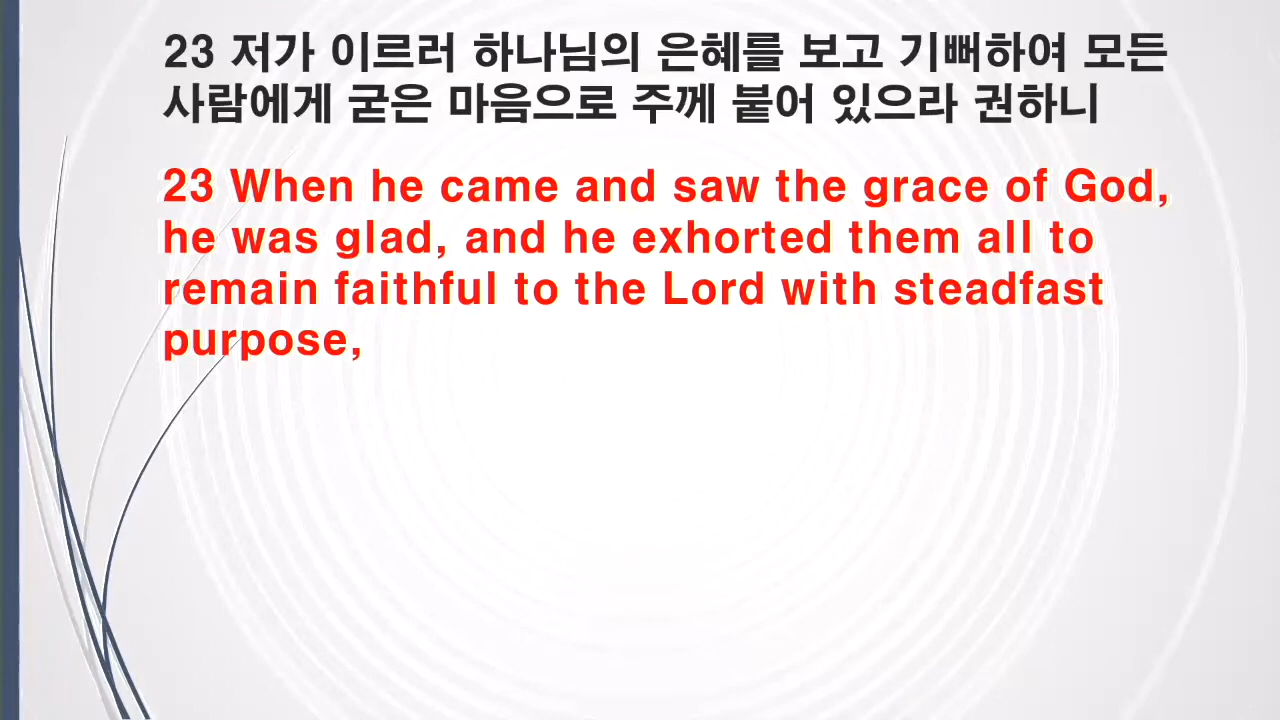 23 저가 이르러 하나님의 은혜를 보고 기뻐하여 모든
사람에게 굳은 마음으로 주께 붙어 있으라 권하니
23 When he came and saw the grace of God,
he was glad, and he exhorted them all to
remain faithful to the Lord with steadfast
purpose,